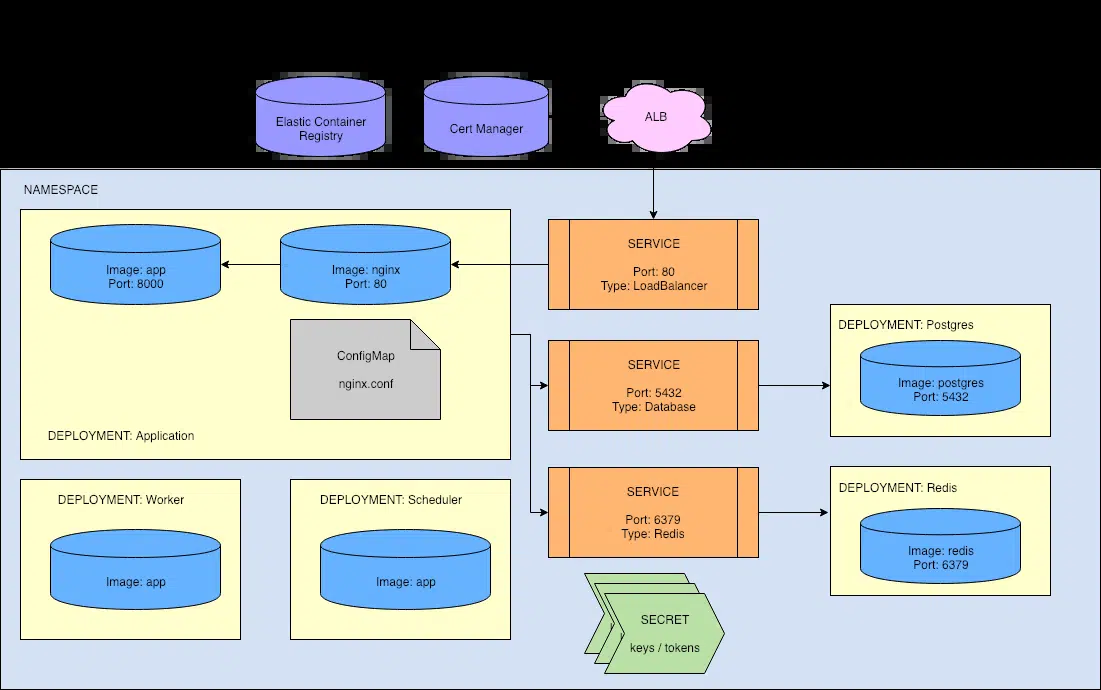 Elastic Container
Registry
Cert Manager
ALB
NAMESPACE
Image: app
Port: 8000
Image: nginx
Port: 80
SERVICE
Port: 80
Type: LoadBalancer
ConfigMap
nginx.conf
DEPLOYMENT: Application
SERVICE
Port: 5432
Type: Database
DEPLOYMENT: Postgres
Image: postgres
Port: 5432
DEPLOYMENT: Worker
Image: app
DEPLOYMENT: Scheduler
Image: app
SERVICE
Port: 6379
Type: Redis
DEPLOYMENT: Redis
Image: redis
Port: 6379
SECRET
keys / tokens